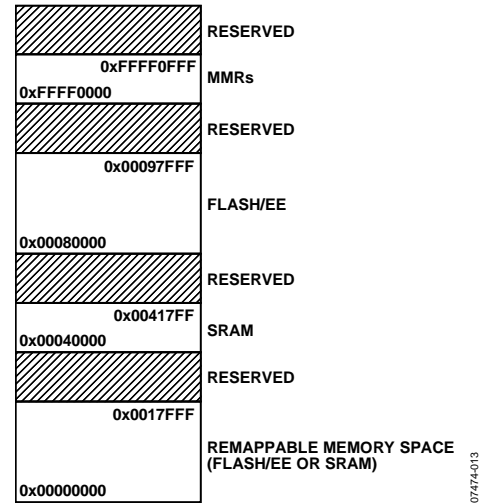 RESERVED
0xFFFF0FFF
MMRs
0xFFFF0000
RESERVED
0x00097FFF
FLASH/EE
0x00080000
RESERVED
0x00417FF
SRAM
0x00040000
RESERVED
0x0017FFF
REMAPPABLE MEMORY SPACE
(FLASH/EE OR SRAM)
0x00000000
07474-013